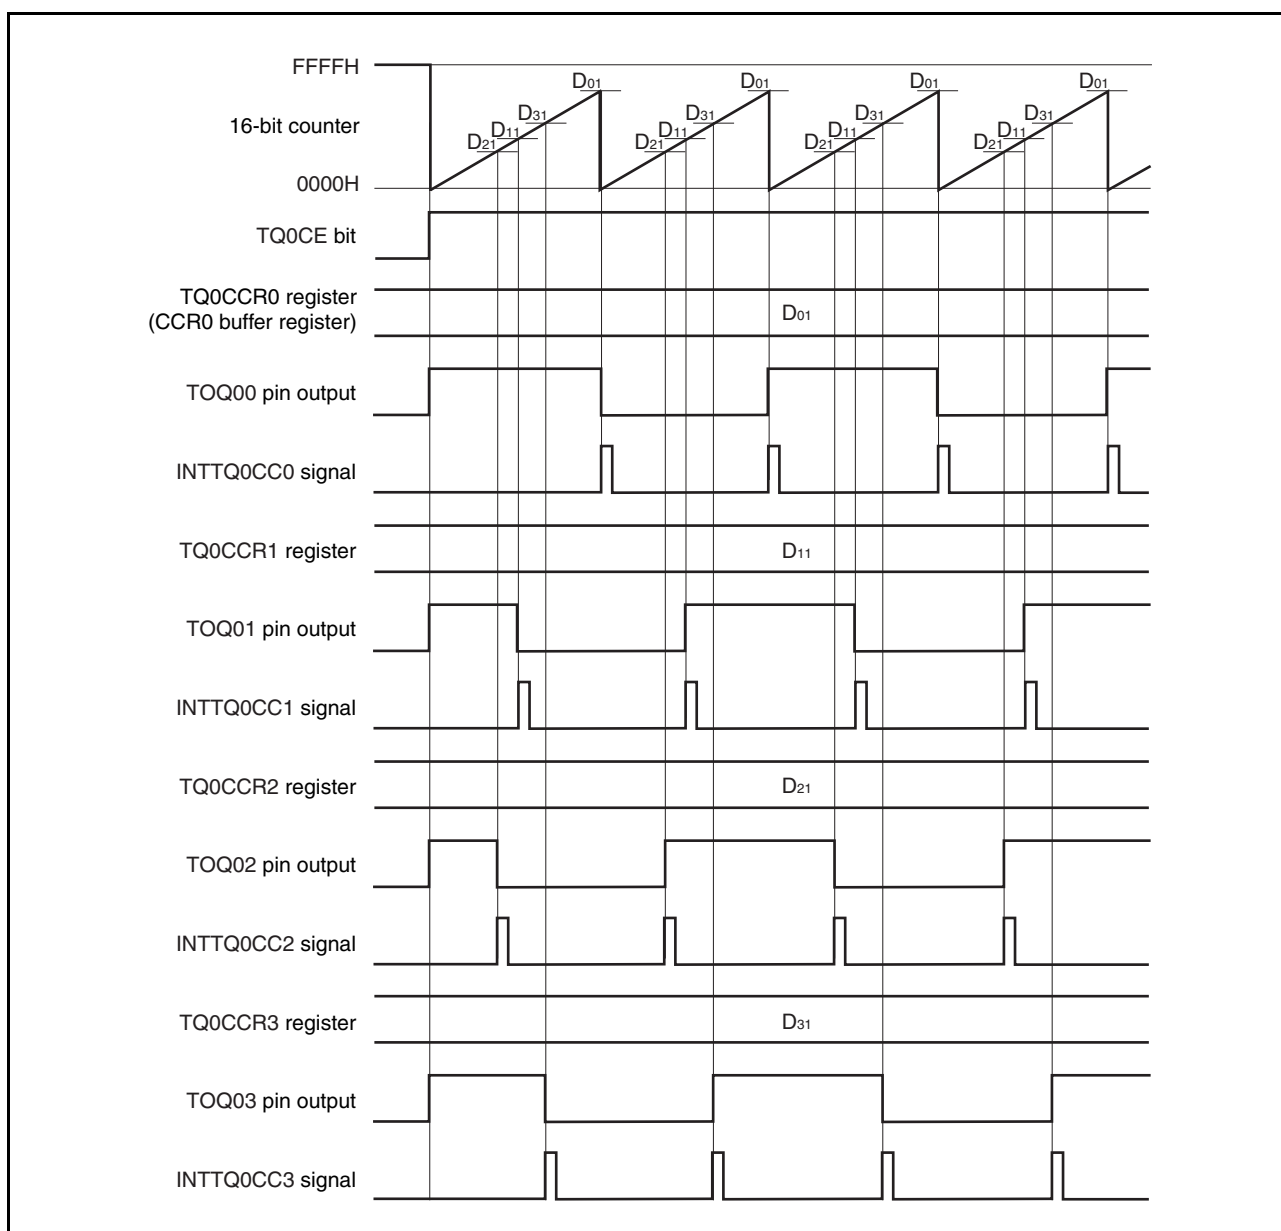 FFFFH
D01 D01 D01 D01
D31 D31 D31 D31
16-bit counter
D11 D11 D11 D11
D21 D21 D21 D21
0000H
TQ0CE bit
TQ0CCR0 register
(CCR0 buffer register)
D01
TOQ00 pin output
INTTQ0CC0 signal
TQ0CCR1 register
D11
TOQ01 pin output
INTTQ0CC1 signal
TQ0CCR2 register
D21
TOQ02 pin output
INTTQ0CC2 signal
TQ0CCR3 register
D31
TOQ03 pin output
INTTQ0CC3 signal